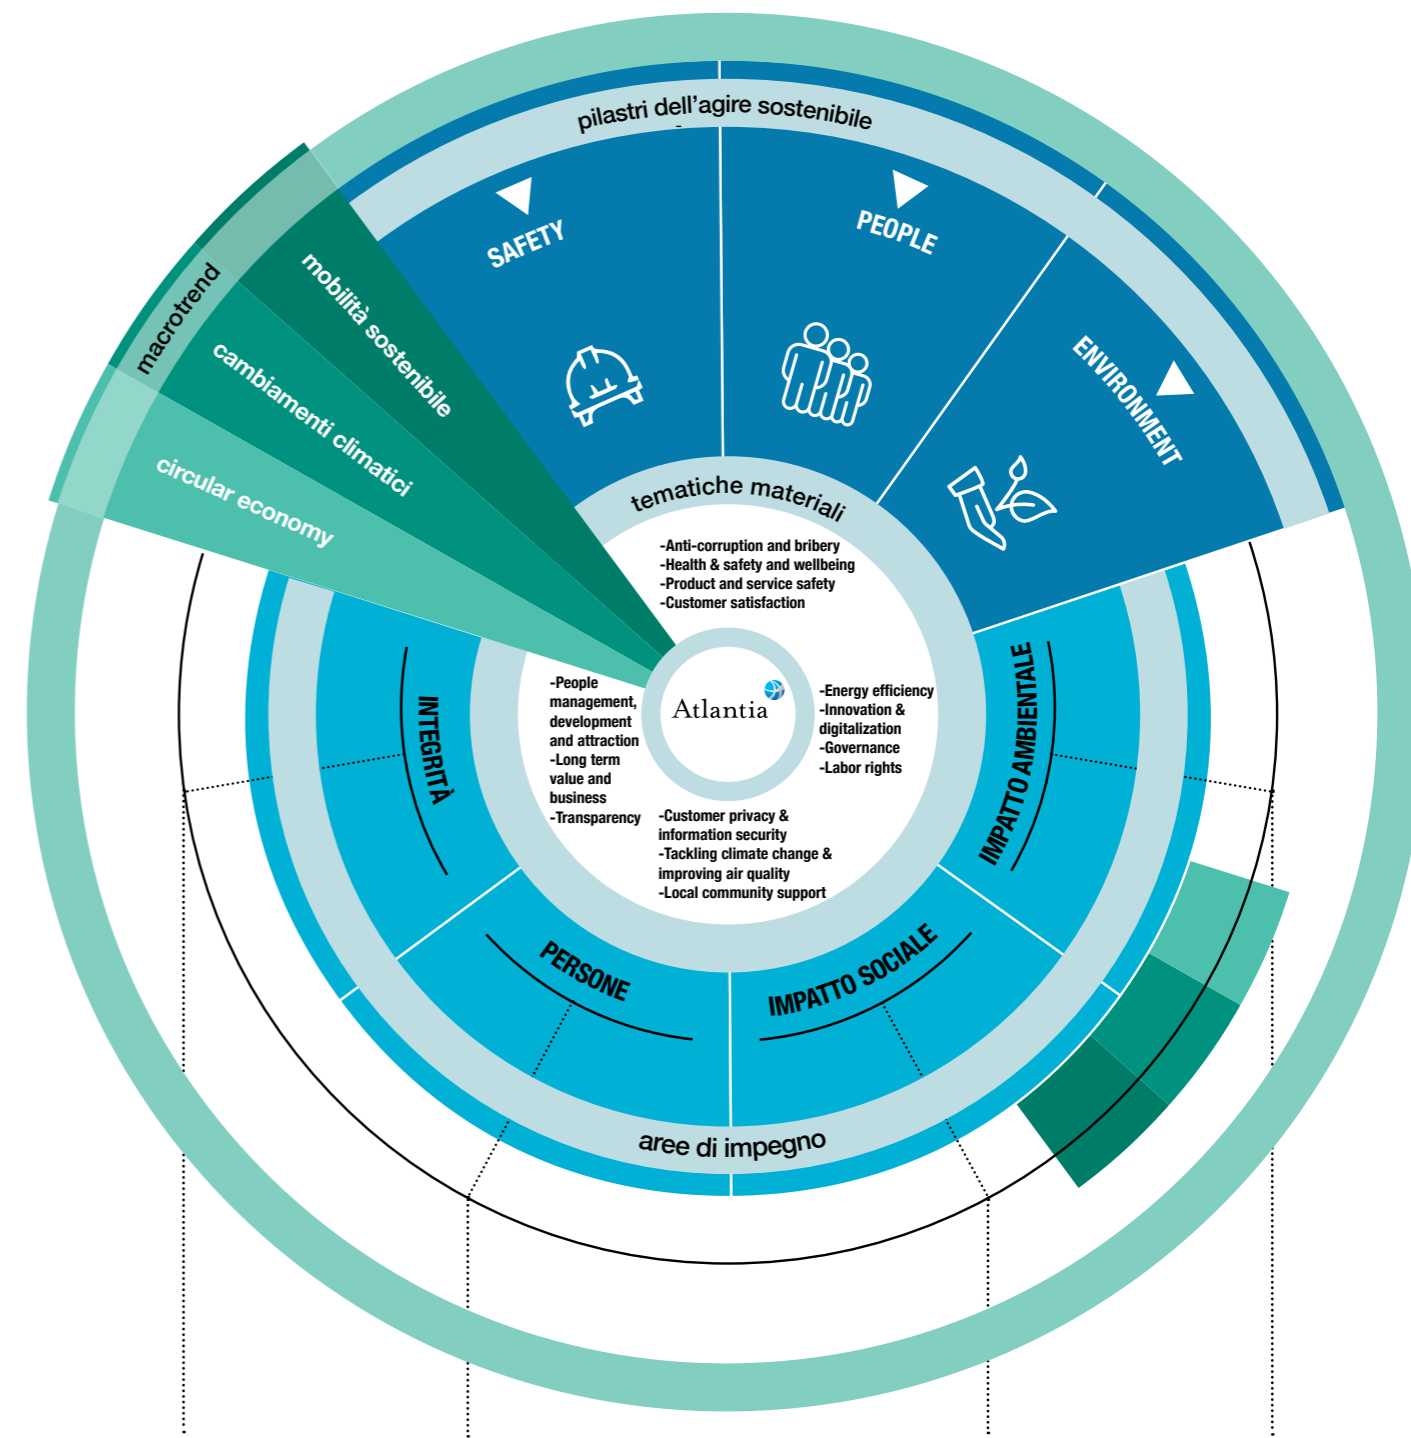 pilastri dell'agire sostenibile
SAFETY
PEOPLE
ENVIRONMENT
macrotrend
mobilità sostenibile
cambiamenti climatici
circular economy
tematiche materiali
-Anti-corruption and bribery
-Health & safety and wellbeing
-Product and service safety
-Customer satisfaction
-People
management,
development
and attraction
-Long term
value and
business
-Transparency
Atlantia
-Energy efficiency
-Innovation &
digitalization
-Governance
-Labor rights
-Customer privacy &
information security
-Tackling climate change &
improving air quality
-Local community support
INTEGRITÀ
PERSONE
IMPATTO SOCIALE
IMPATTO AMBIENTALE
aree di impegno